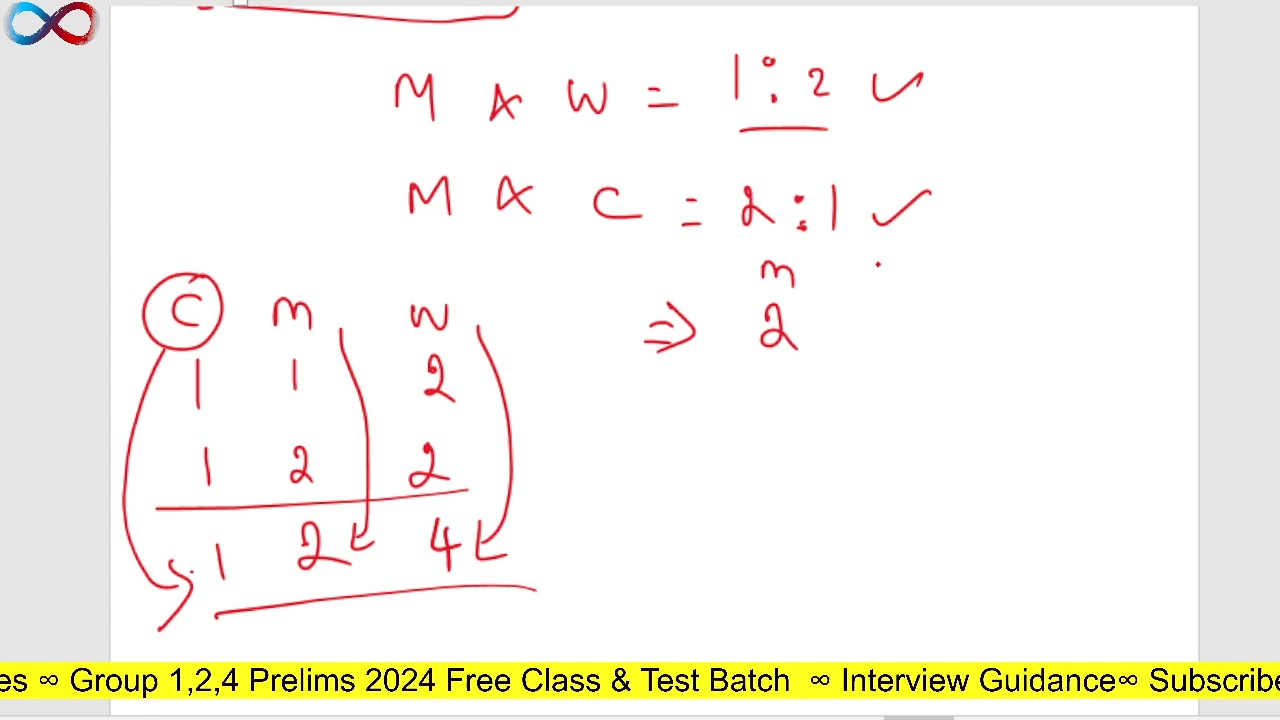 M & W = 1 : 2 ✓
M & C = 2 : 1 ✓
C m W
m
⇒ 2
1 1 2
1 2 2
1 2 4
es ∞ Group 1,2,4 Prelims 2024 Free Class & Test Batch ∞ Interview Guidance∞ Subscribe